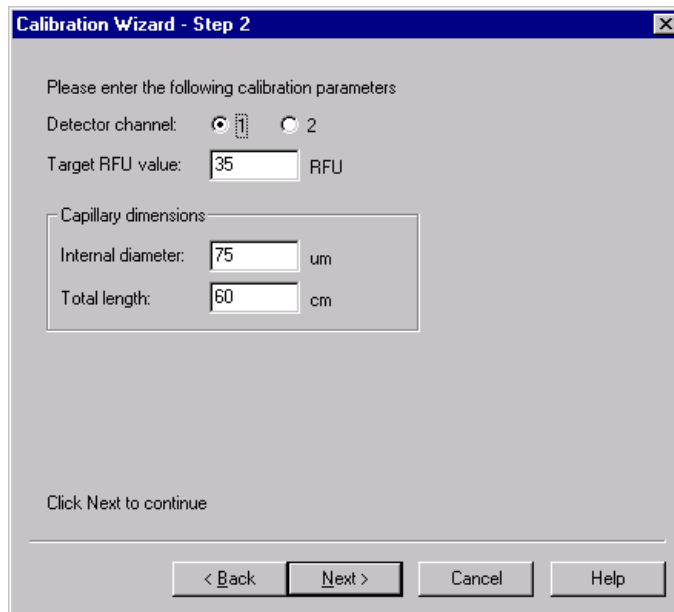 Calibration Wizard - Step 2
Please enter the following calibration parameters
Detector channel: 1 2
Target RFU value: 35 RFU
Capillary dimensions
Internal diameter: 75 um
Total length: 60 cm
Click Next to continue
< Back Next > Cancel Help